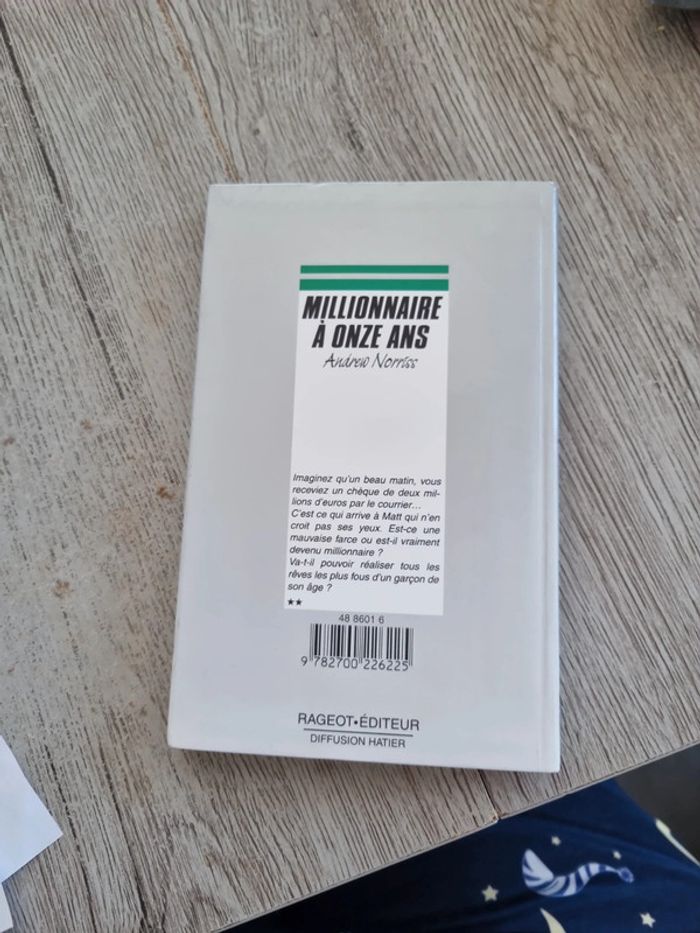 MILLIONNAIRE
À ONZE ANS
Andrew Norriss
Imaginez qu'un beau matin, vous
receviez un chèque de deux mil-
lions d'euros par le courrier...
C'est ce qui arrive à Matt qui n'en
croit pas ses yeux. Est-ce une
mauvaise farce ou est-il vraiment
devenu millionnaire ?
Va-t-il pouvoir réaliser tous les
rêves les plus fous d'un garçon de
son âge ?
★★
48 8601 6
9 782700 226225
RAGEOT•ÉDITEUR
DIFFUSION HATIER